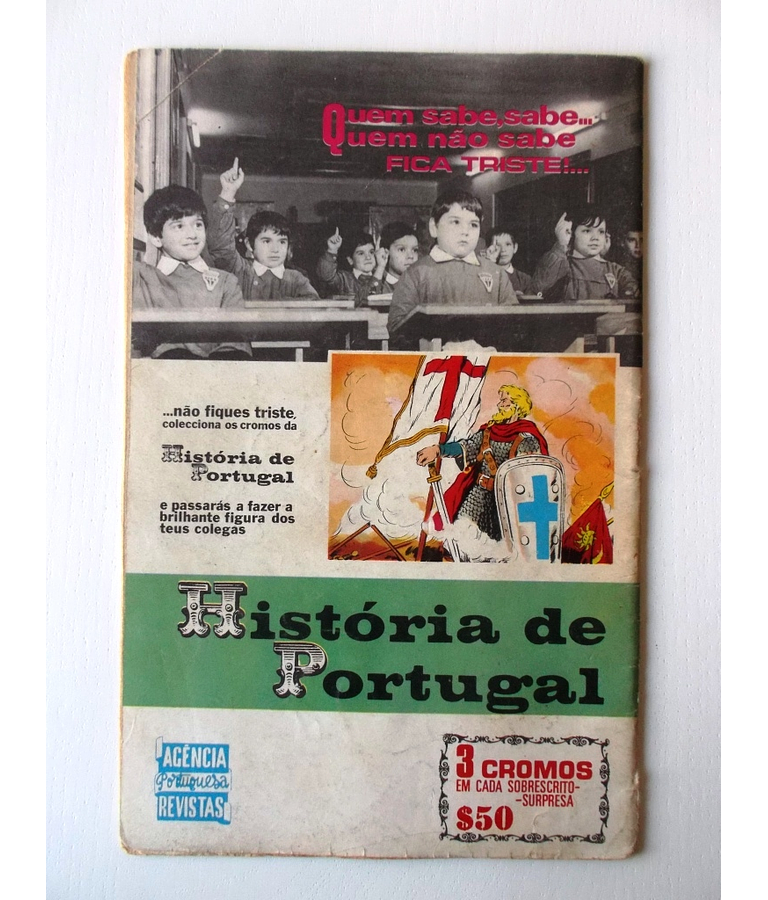 Quem sabe, sabe...
Quem não sabe
FICA TRISTE!...
...não fiques triste,
colecciona os cromos da
História de
Portugal
e passarás a fazer a
brilhante figura dos
teus colegas
História de
Portugal
AGÊNCIA
Portuguesa
REVISTAS
3 CROMOS
EM CADA SOBRESCRITO-
-SURPRESA
$50